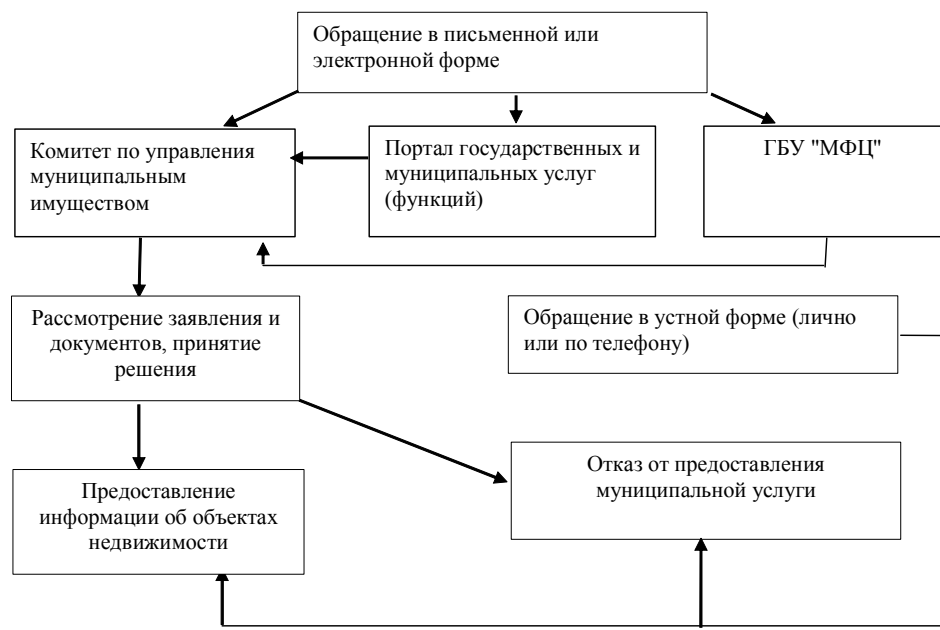 Обращение в письменной или
электронной форме
Комитет по управления
муниципальным
имуществом
Портал государственных и
муниципальных услуг
(функций)
ГБУ "МФЦ"
Рассмотрение заявления и
документов, принятие
решения
Обращение в устной форме (лично
или по телефону)
Предоставление
информации об объектах
недвижимости
Отказ от предоставления
муниципальной услуги